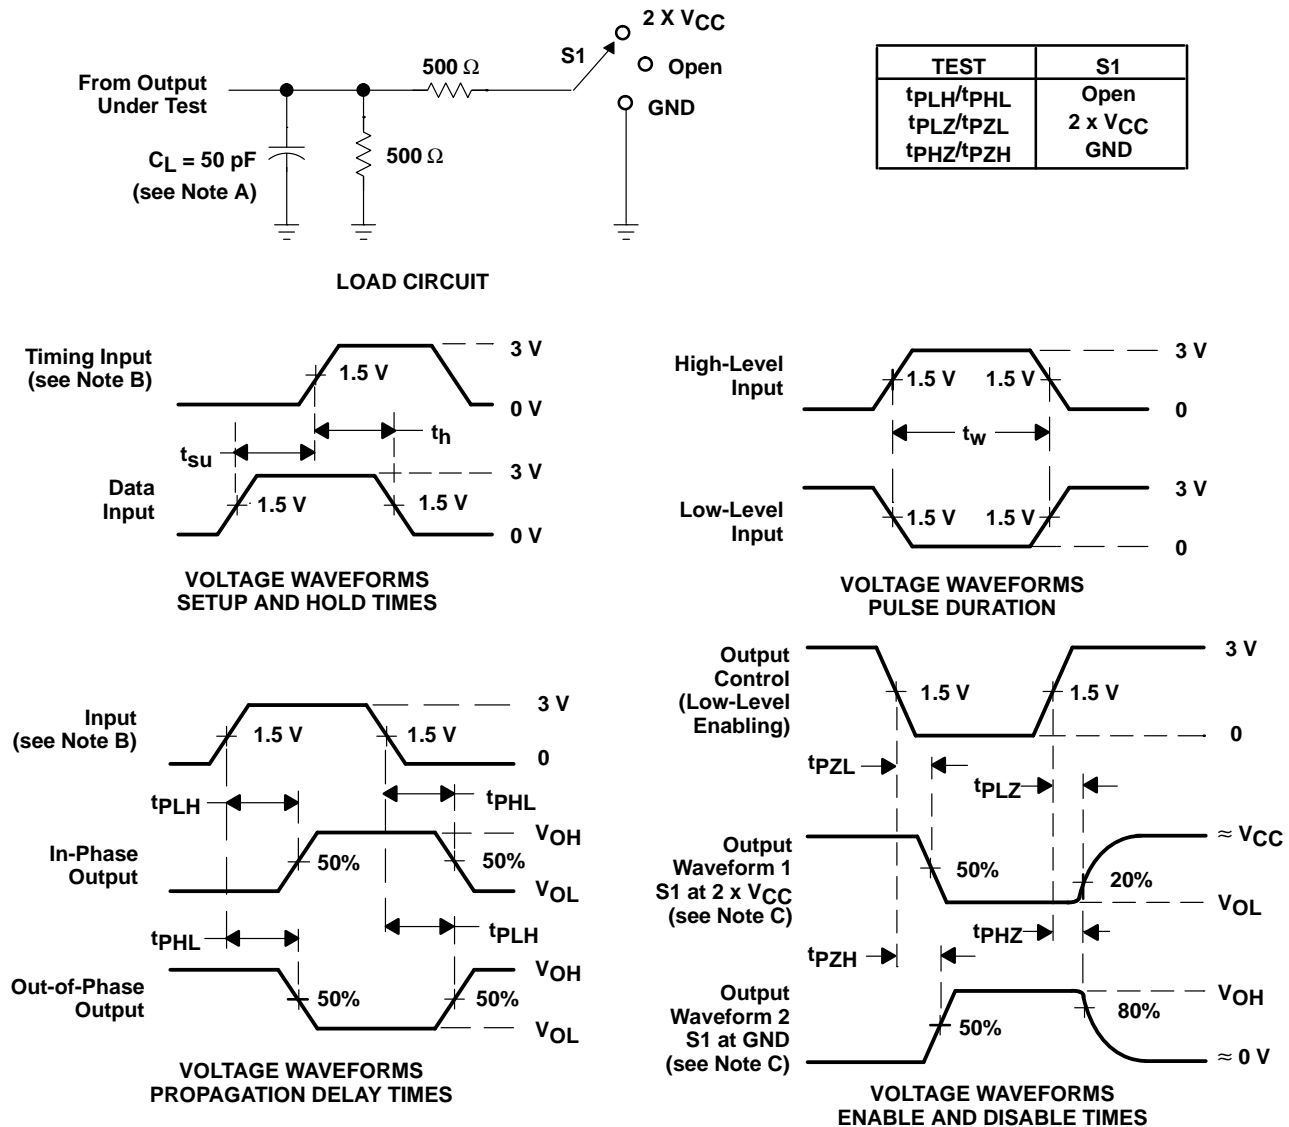 2 X VCC
S1
500 Ω
Open
From Output
Under Test
GND
500 Ω
CL = 50 pF
(see Note A)
LOAD CIRCUIT
TEST S1
tPLH/tPHL Open
tPLZ/tPZL 2 x VCC
tPHZ/tPZH GND
Timing Input
(see Note B)
3 V
1.5 V
0 V
th
tsu
Data
Input
3 V
1.5 V 1.5 V
0 V
VOLTAGE WAVEFORMS
SETUP AND HOLD TIMES
High-Level
Input
3 V
1.5 V 1.5 V
0
tw
Low-Level
Input
3 V
1.5 V 1.5 V
0
VOLTAGE WAVEFORMS
PULSE DURATION
Input
(see Note B)
3 V
1.5 V 1.5 V
0
tPLH tPHL
In-Phase
Output
VOH
50% 50%
VOL
tPHL tPLH
Out-of-Phase
Output
VOH
50% 50%
VOL
VOLTAGE WAVEFORMS
PROPAGATION DELAY TIMES
Output
Control
(Low-Level
Enabling)
3 V
1.5 V 1.5 V
0
tPZL
tPLZ
Output
Waveform 1
S1 at 2 x VCC
(see Note C)
≈ VCC
50% 20%
VOL
tPHZ
tPZH
Output
Waveform 2
S1 at GND
(see Note C)
VOH
50% 80%
≈ 0 V
VOLTAGE WAVEFORMS
ENABLE AND DISABLE TIMES